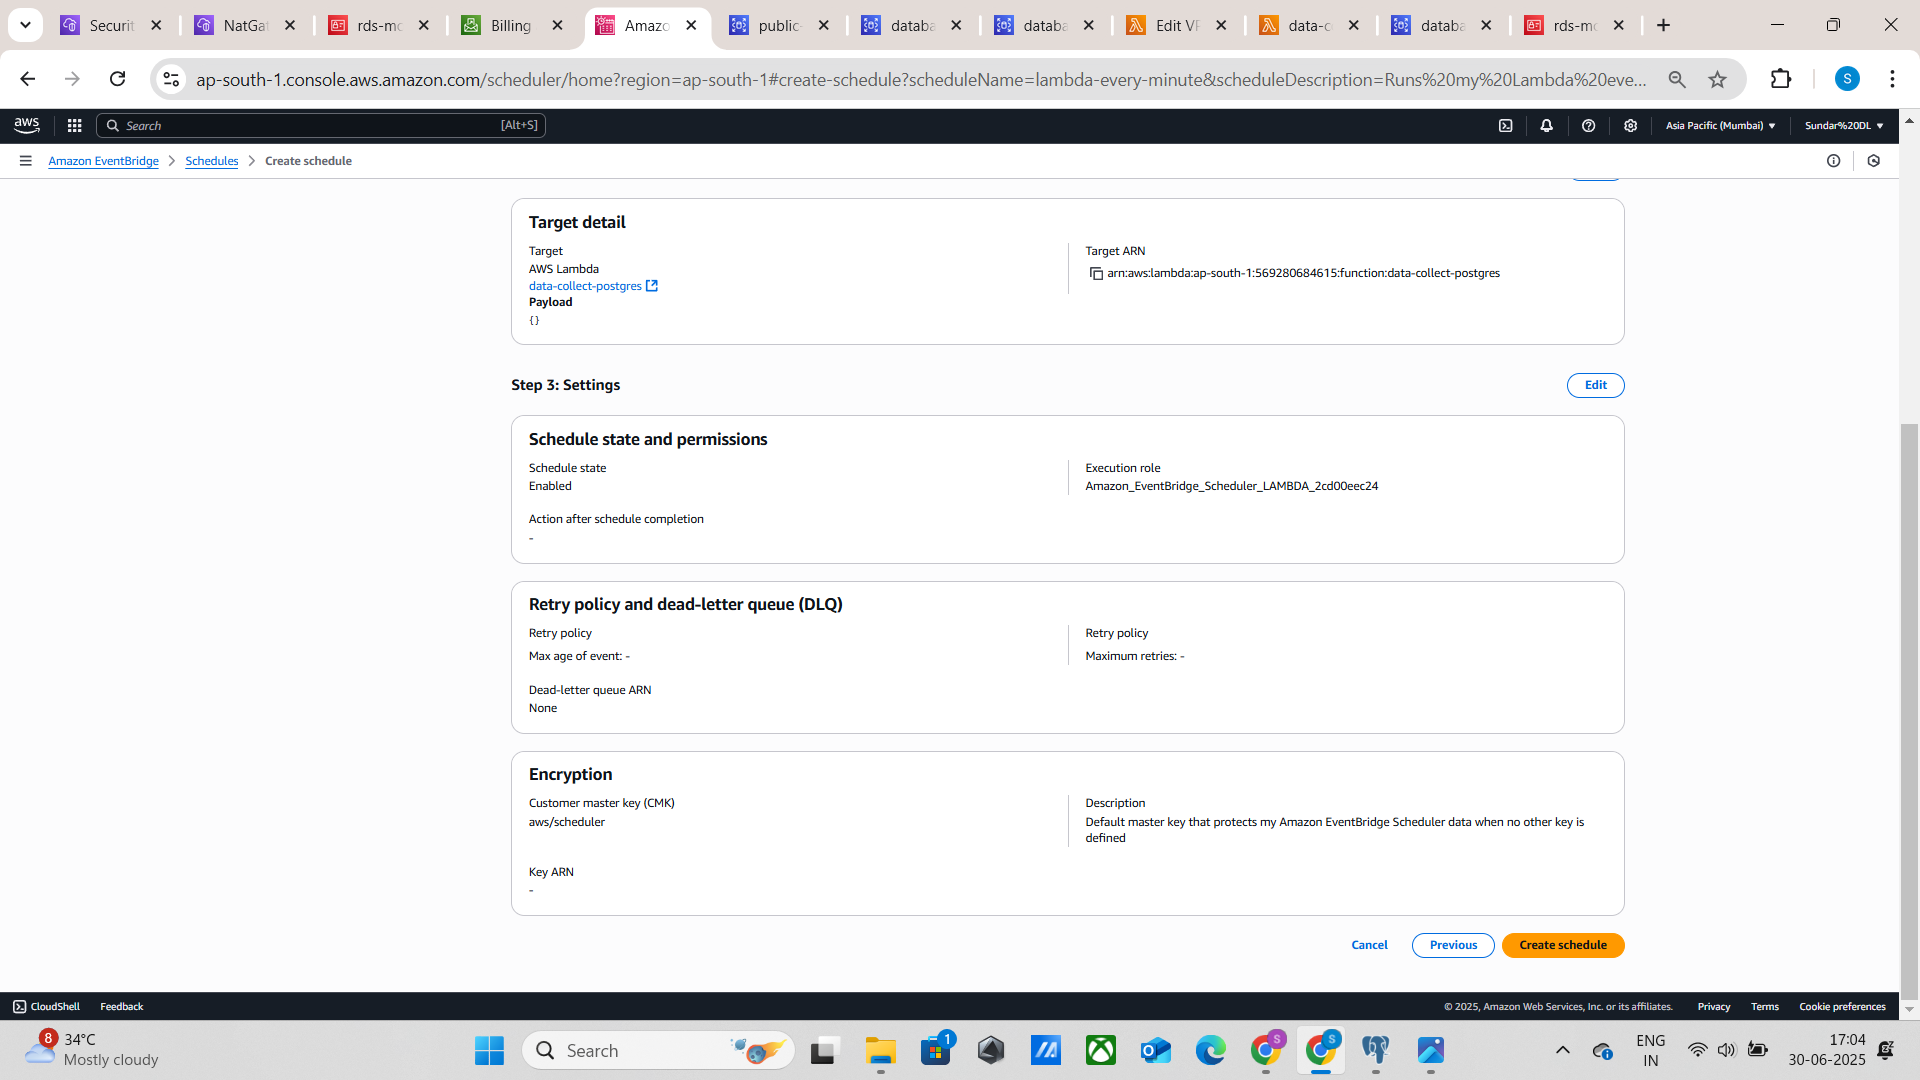 Securit
NatGat
rds-mo
Billing
Amazo
public-
databa
databa
Edit VP
data-c
databa
rds-mo
ap-south-1.console.aws.amazon.com/scheduler/home?region=ap-south-1#create-schedule?scheduleName=lambda-every-minute&scheduleDescription=Runs%20my%20Lambda%20eve...
S
aws
Search
[Alt+S]
Asia Pacific (Mumbai)
Sundar%20DL
Amazon EventBridge
Schedules
Create schedule
Target detail
Target
AWS Lambda
data-collect-postgres
Payload
{}
Target ARN
arn:aws:lambda:ap-south-1:569280684615:function:data-collect-postgres
Step 3: Settings
Edit
Schedule state and permissions
Schedule state
Enabled
Execution role
Amazon_EventBridge_Scheduler_LAMBDA_2cd00eec24
Action after schedule completion
-
Retry policy and dead-letter queue (DLQ)
Retry policy
Max age of event: -
Retry policy
Maximum retries: -
Dead-letter queue ARN
None
Encryption
Customer master key (CMK)
aws/scheduler
Description
Default master key that protects my Amazon EventBridge Scheduler data when no other key is
defined
Key ARN
-
Cancel
Previous
Create schedule
CloudShell
Feedback
© 2025, Amazon Web Services, Inc. or its affiliates.
Privacy
Terms
Cookie preferences
8
34°C
Mostly cloudy
Search
1
S
S
ENG
IN
17:04
30-06-2025